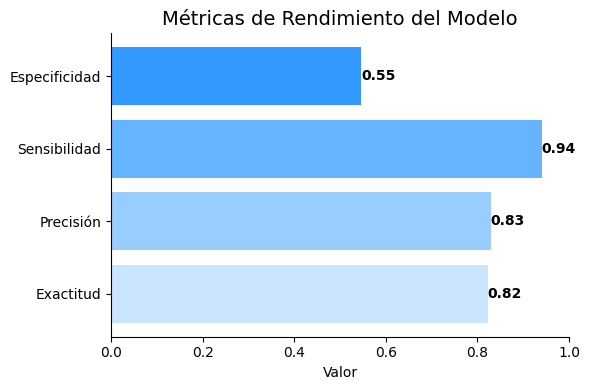 Métricas de Rendimiento del Modelo
Especificidad
0.55
Sensibilidad
0.94
Precisión
0.83
Exactitud
0.82
0.0 0.2 0.4 0.6 0.8 1.0
Valor